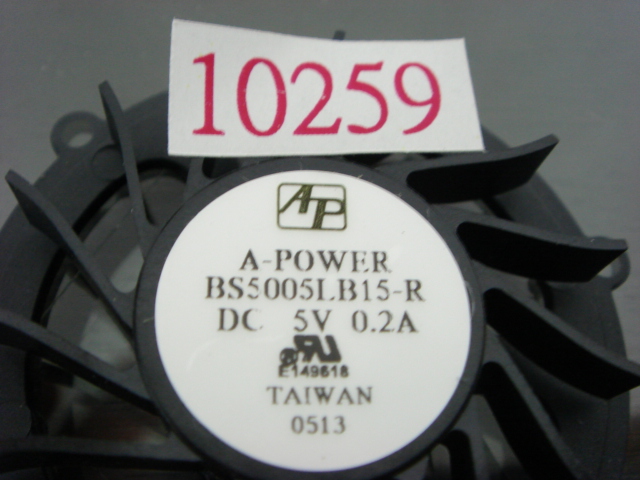 10259
AP
A-POWER
BS5005LB15-R
DC 5V 0.2A
E149618
TAIWAN
0513